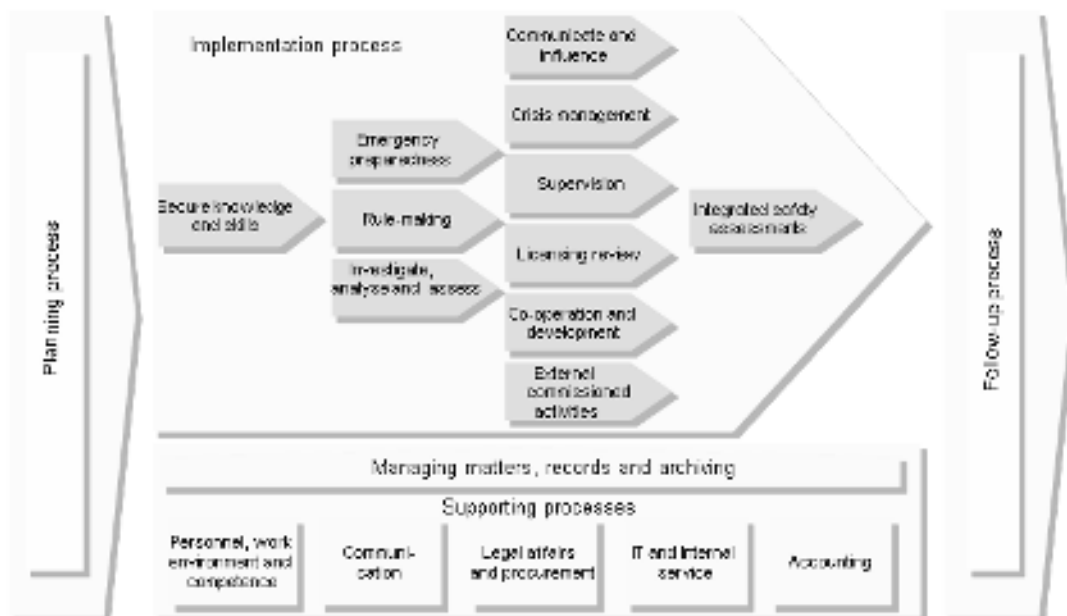 Planning process
Implementation process
Secure knowledge
and skills
Emergency
preparedness
Rule-making
Investigate,
analyse and assess
Communicate and
influence
Crisis management
Supervision
Licensing review
Co-operation and
development
External
commissioned
activities
Integrated safety
assessments
Follow-up process
Managing matters, records and archiving
Supporting processes
Personnel, work
environment and
competence
Communi-
cation
Legal affairs
and procurement
IT and internal
service
Accounting